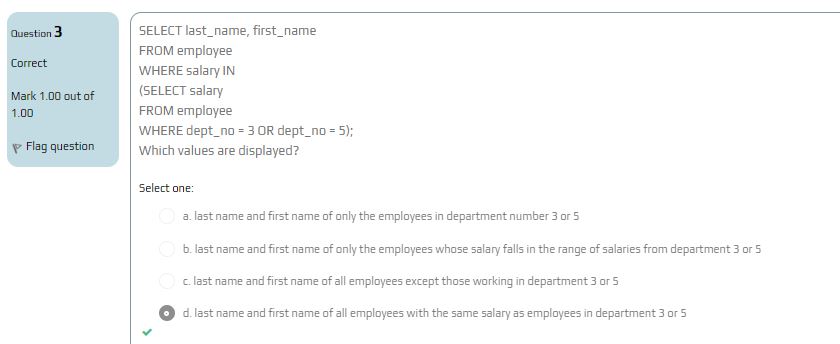 Question 3
Correct
Mark 1.00 out of
1.00
Flag question
SELECT last_name, first_name
FROM employee
WHERE salary IN
(SELECT salary
FROM employee
WHERE dept_no = 3 OR dept_no = 5);
Which values are displayed?
Select one:
a. last name and first name of only the employees in department number 3 or 5
b. last name and first name of only the employees whose salary falls in the range of salaries from department 3 or 5
c. last name and first name of all employees except those working in department 3 or 5
d. last name and first name of all employees with the same salary as employees in department 3 or 5